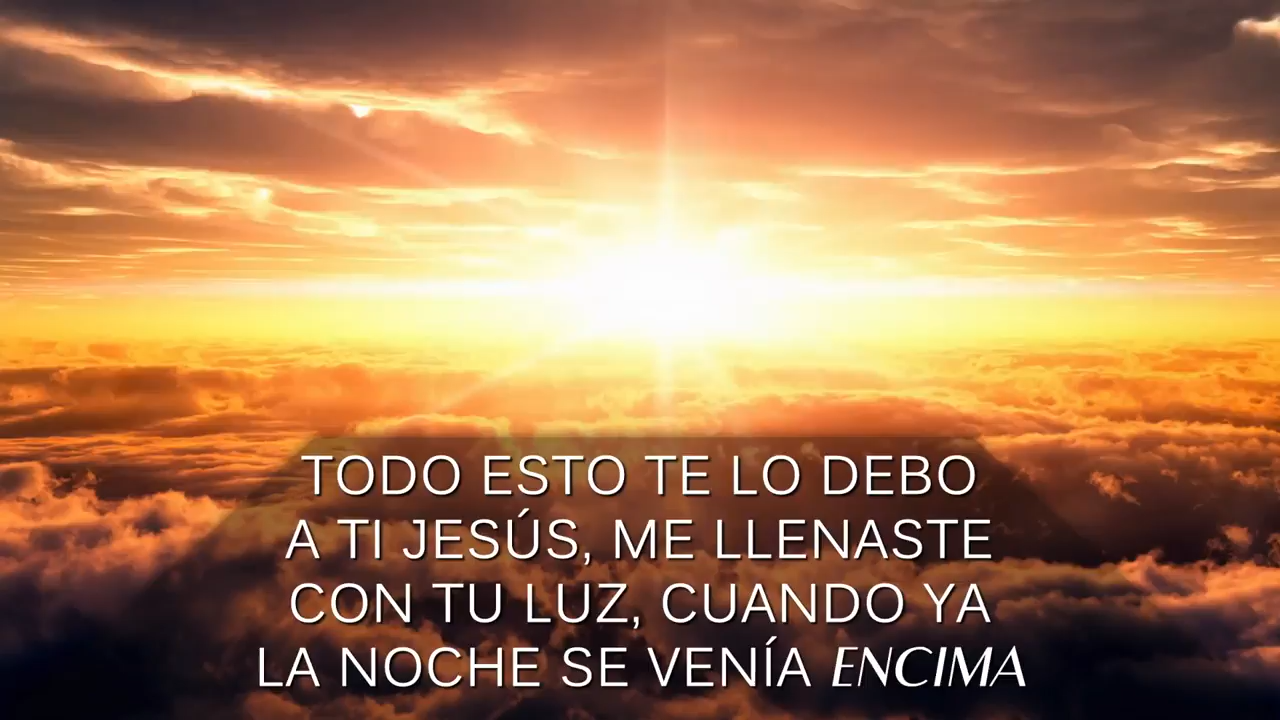 TODO ESTO TE LO DEBO
A TI JESÚS, ME LLENASTE
CON TU LUZ, CUANDO YA
LA NOCHE SE VENÍA ENCIMA